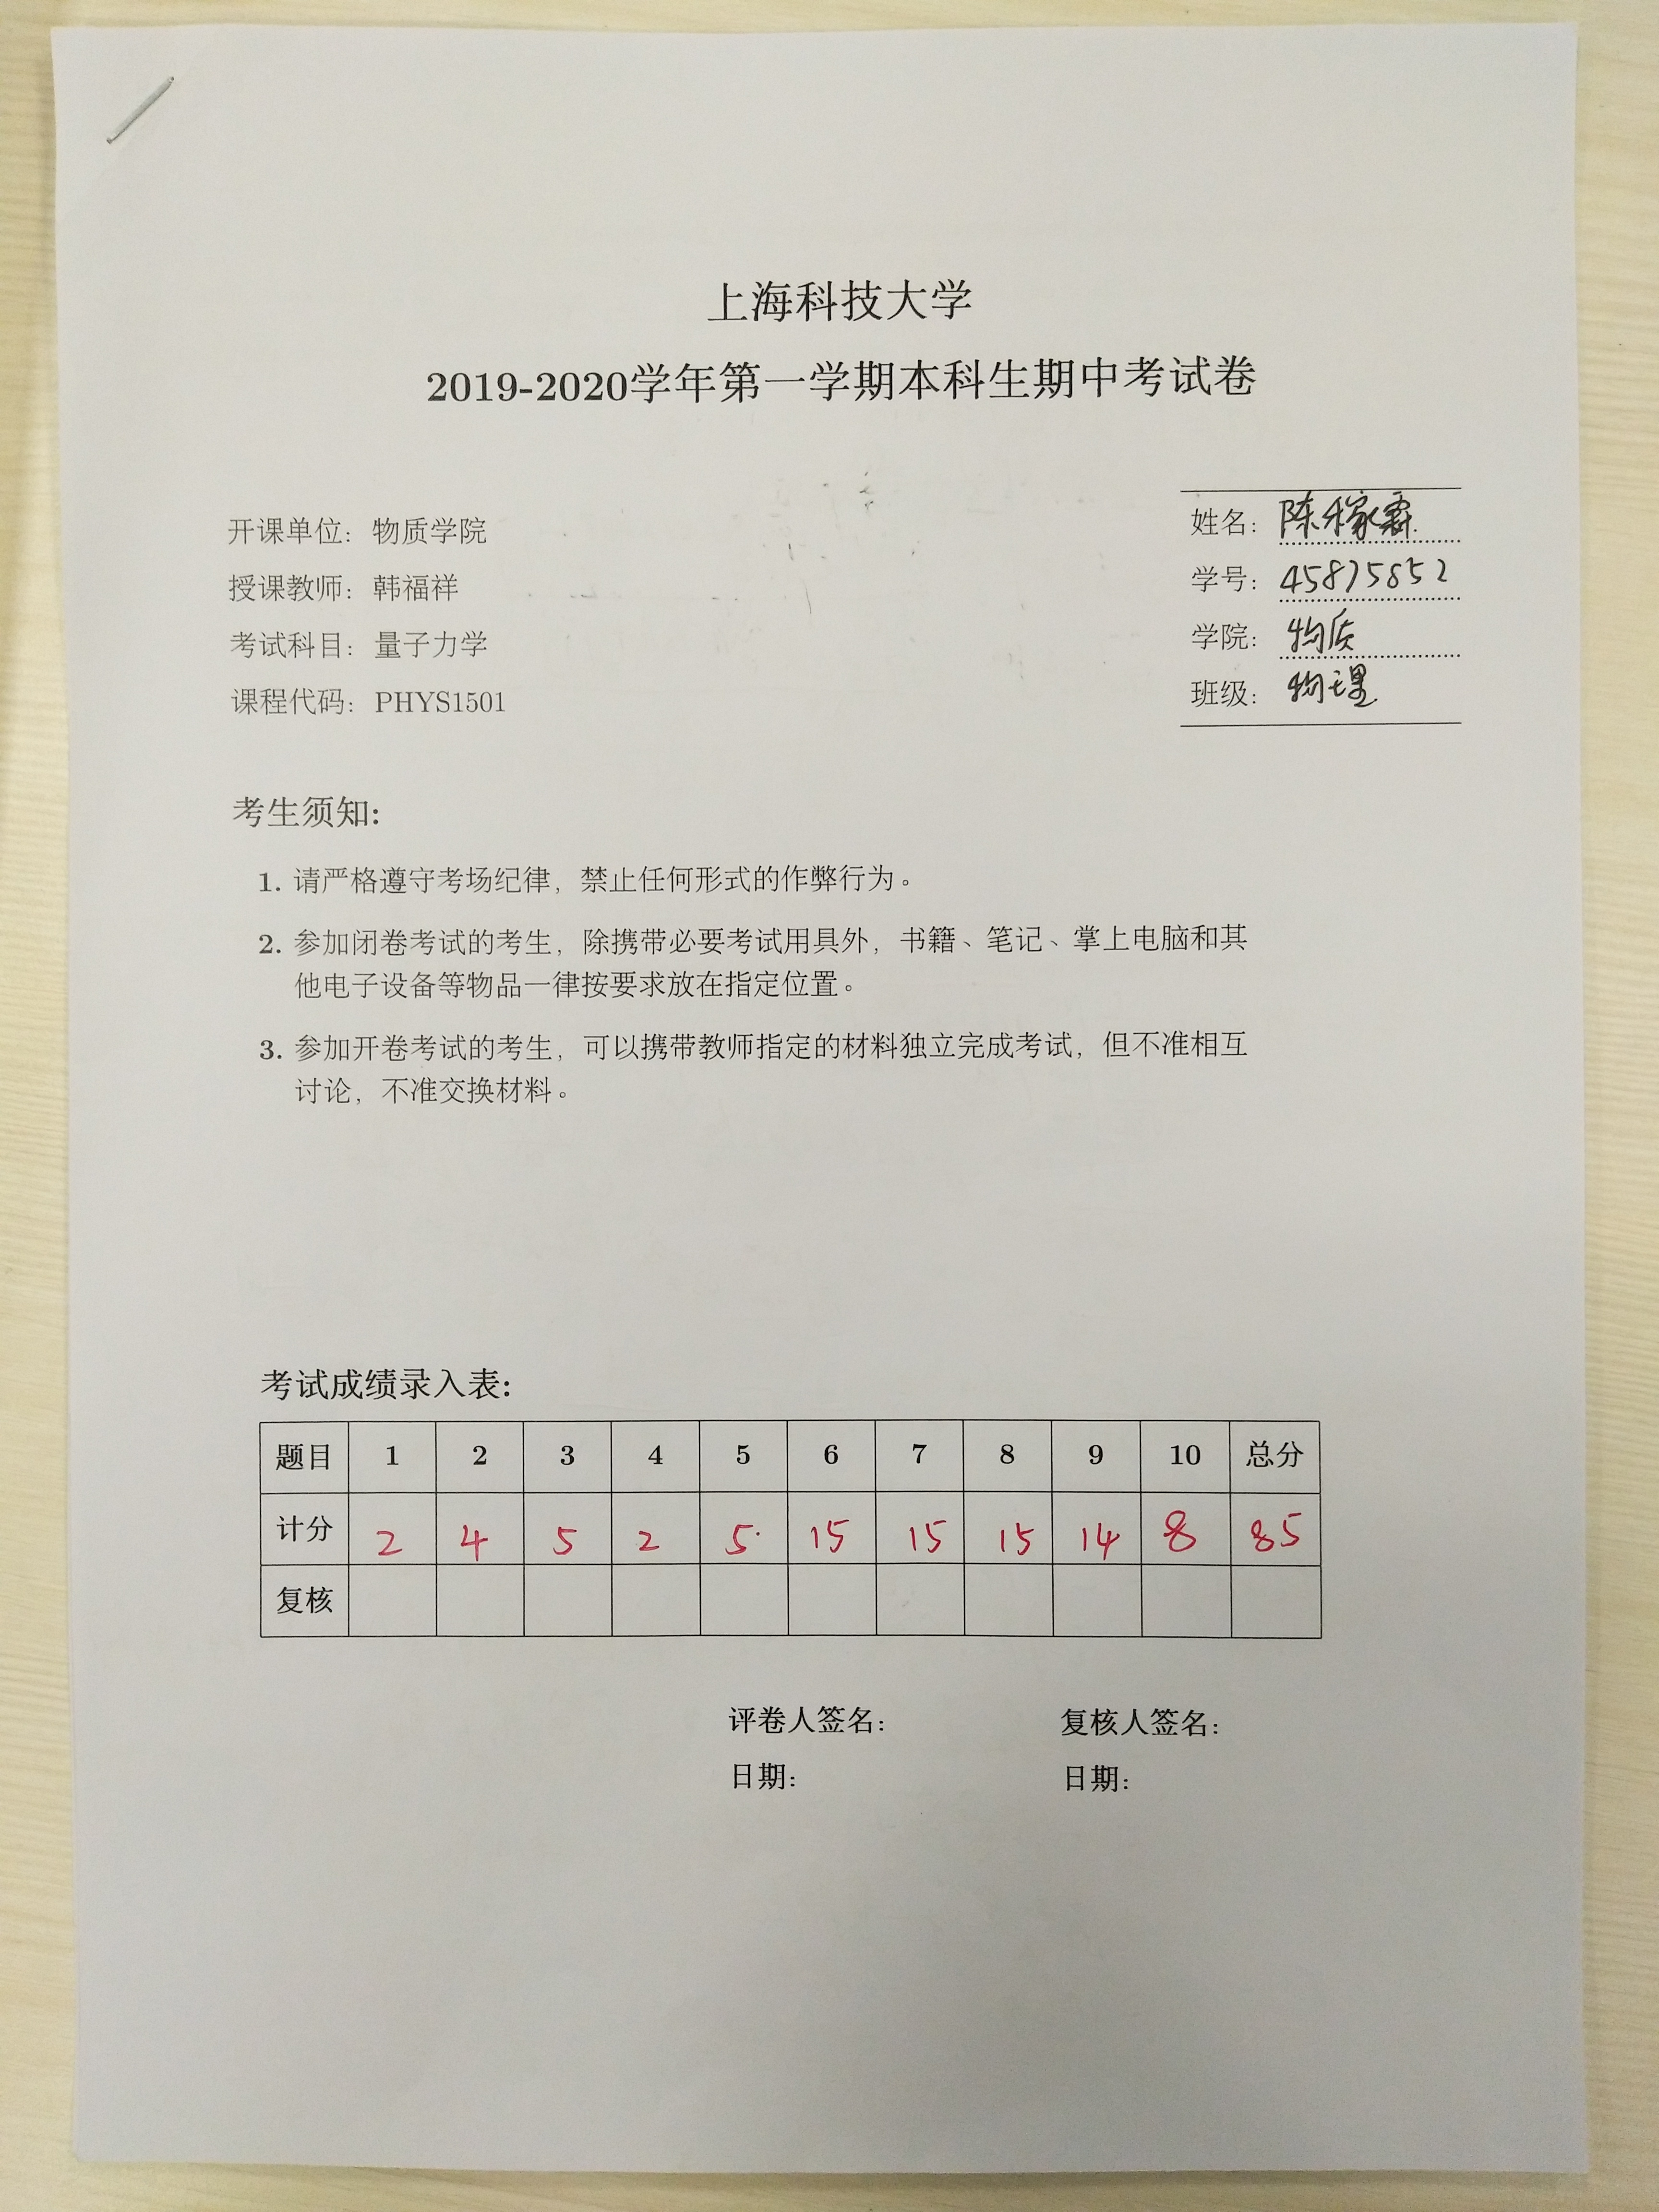 上海科技大学
2019-2020学年第一学期本科生期中考试卷
开课单位: 物质学院
授课教师: 韩福祥
考试科目: 量子力学
课程代码: PHYS1501
姓名: 陈稼霖
学号: 45875852
学院: 物质
班级: 物理
考生须知:
1. 请严格遵守考场纪律, 禁止任何形式的作弊行为。
2. 参加闭卷考试的考生, 除携带必要考试用具外, 书籍、笔记、掌上电脑和其
他电子设备等物品一律按要求放在指定位置。
3. 参加开卷考试的考生, 可以携带教师指定的材料独立完成考试, 但不准相互
讨论, 不准交换材料。
考试成绩录入表:
题目 1 2 3 4 5 6 7 8 9 10 总分
计分 2 4 5 2 5 15 15 15 14 8 85
复核
评卷人签名: 复核人签名:
日期: 日期: